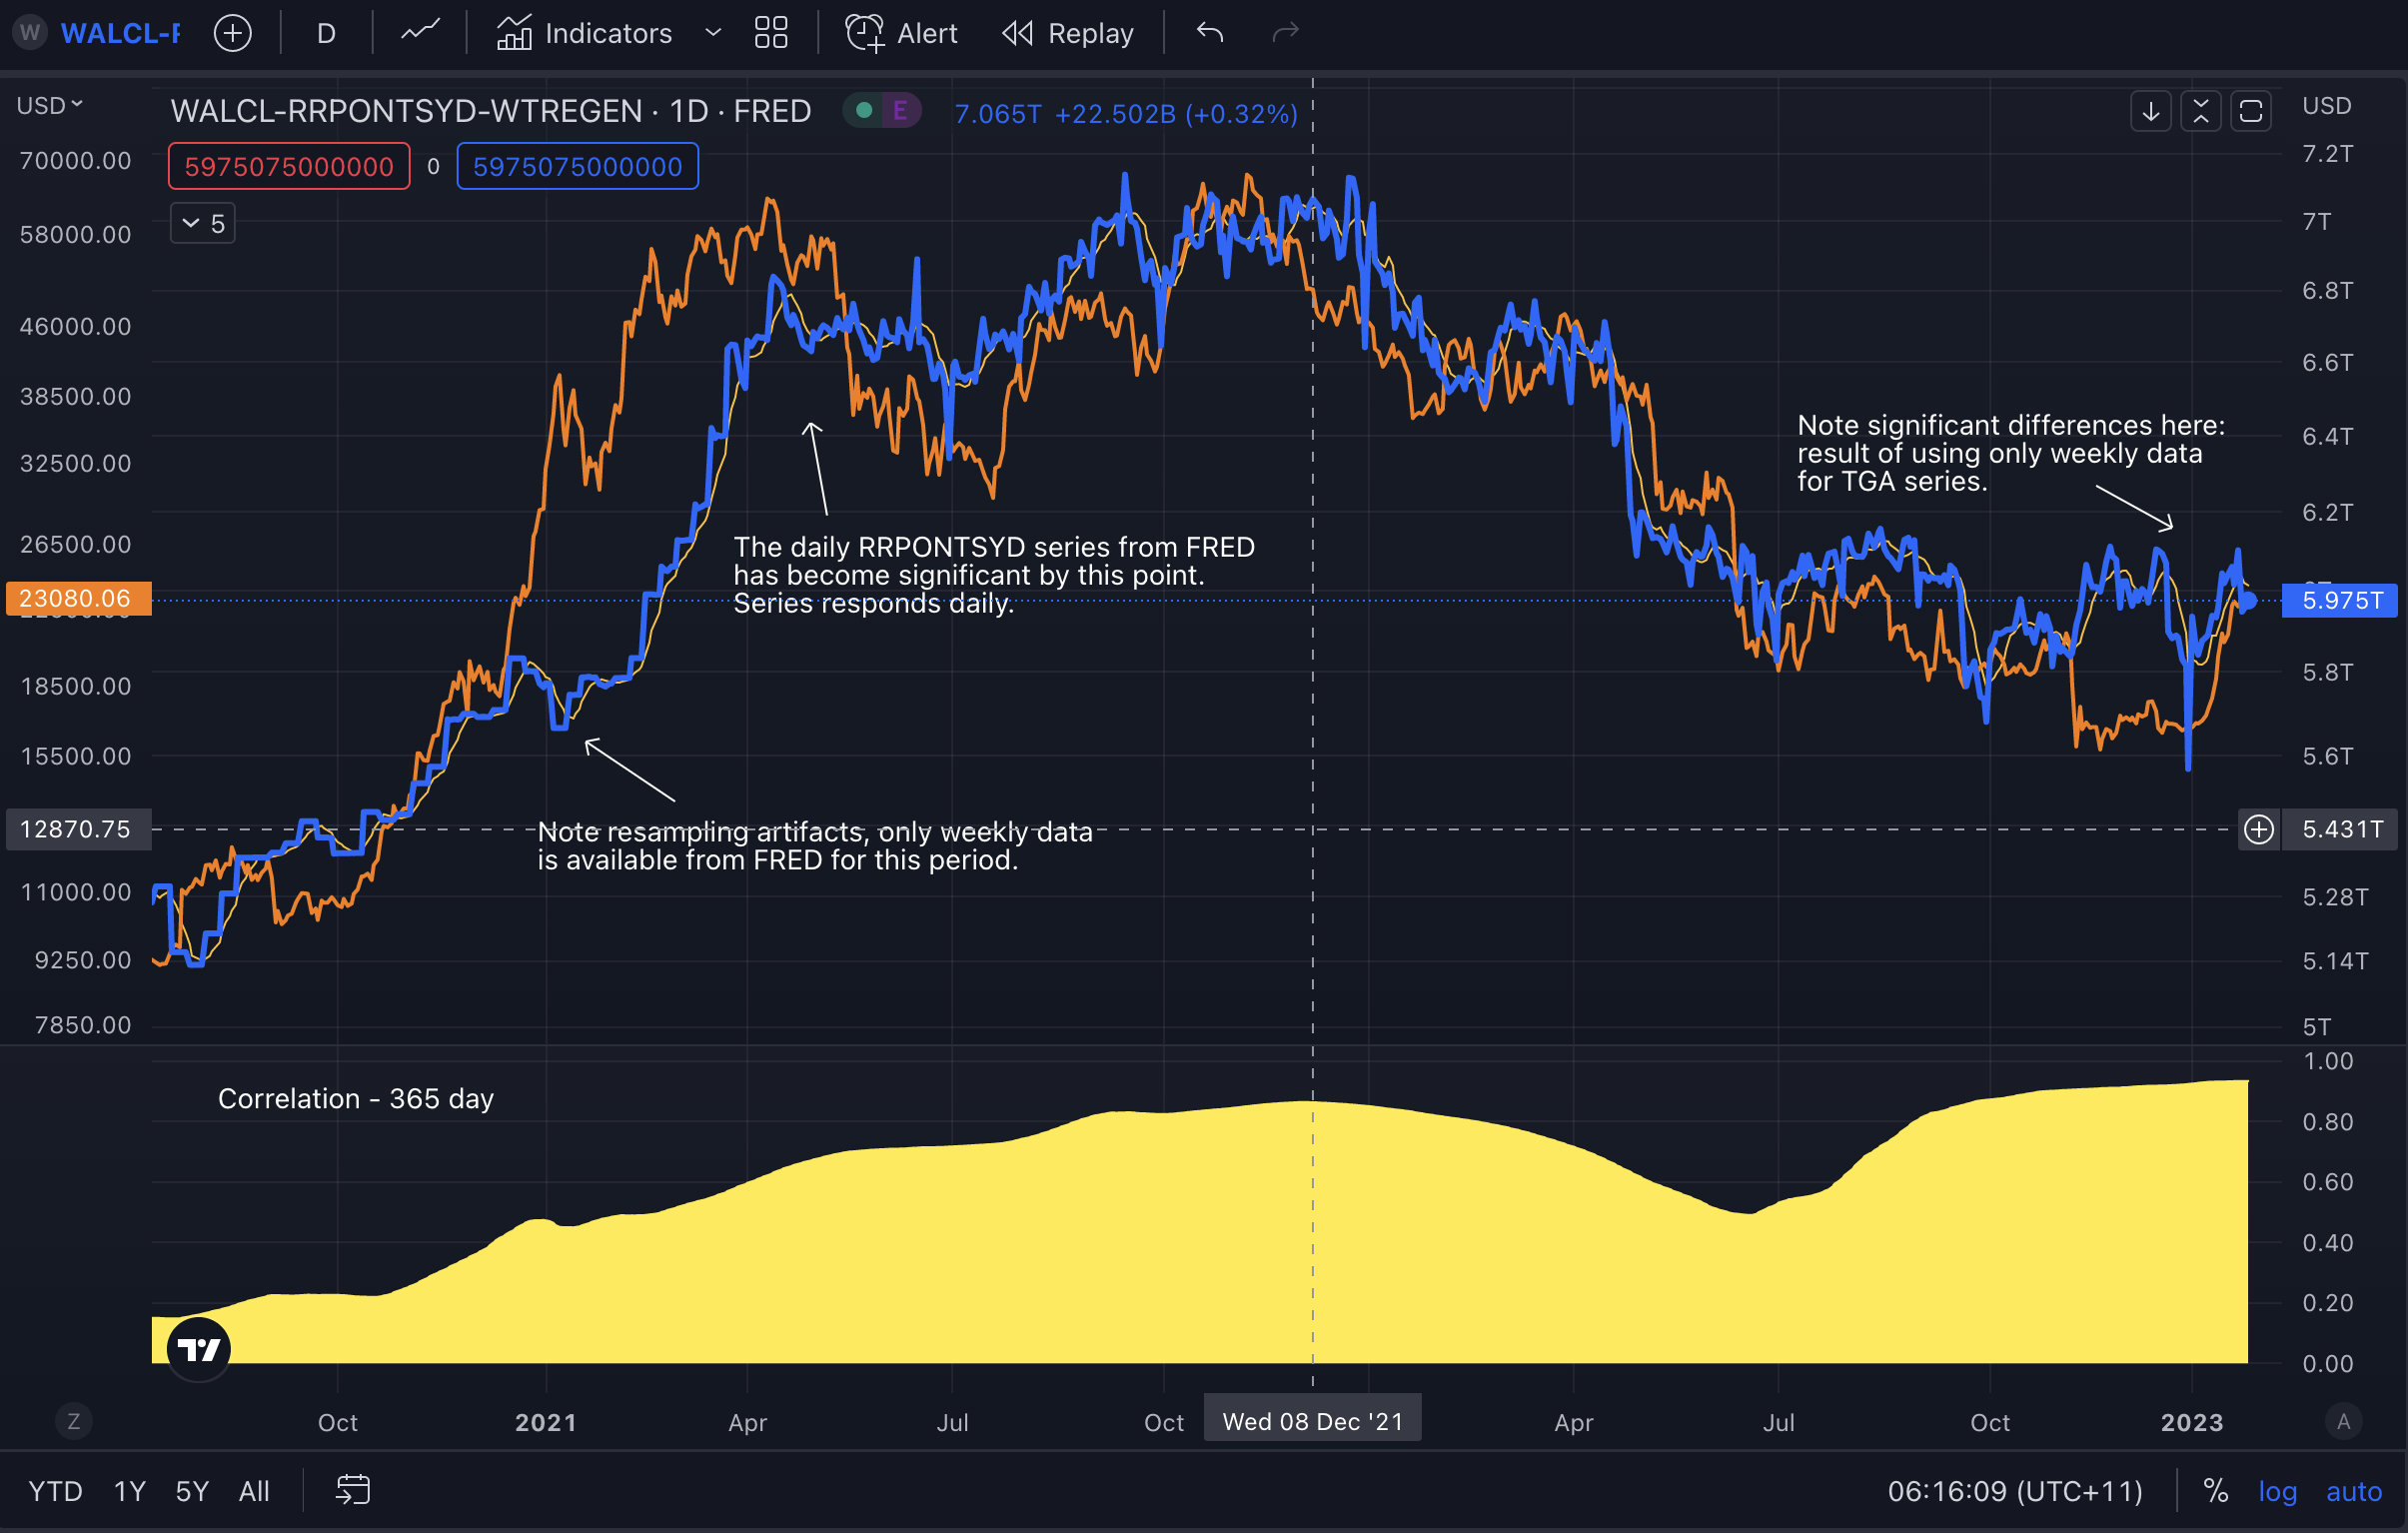 W WALCL-F D Indicators Alert Replay
USD WALCL-RRPONTSYD-WTREGEN · 1D · FRED E 7.065T +22.502B (+0.32%) USD
5975075000000 0 5975075000000
5
70000.00
58000.00
46000.00
38500.00
32500.00
26500.00
23080.06
18500.00
15500.00
12870.75
11000.00
9250.00
7850.00
7.2T
7T
6.8T
6.6T
6.4T
6.2T
5.975T
5.8T
5.6T
5.431T
5.28T
5.14T
5T
Note significant differences here:
result of using only weekly data
for TGA series.
The daily RRPONTSYD series from FRED
has become significant by this point.
Series responds daily.
Note resampling artifacts, only weekly data
is available from FRED for this period.
Correlation - 365 day
1.00
0.80
0.60
0.40
0.20
0.00
TV
Z Oct 2021 Apr Jul Oct Wed 08 Dec '21 Apr Jul Oct 2023 A
YTD 1Y 5Y All 06:16:09 (UTC+11) % log auto